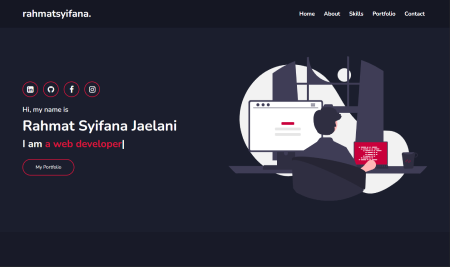 rahmatsyifana.
Home About Skills Portfolio Contact
Hi, my name is
Rahmat Syifana Jaelani
I am a web developer|
My Portfolio